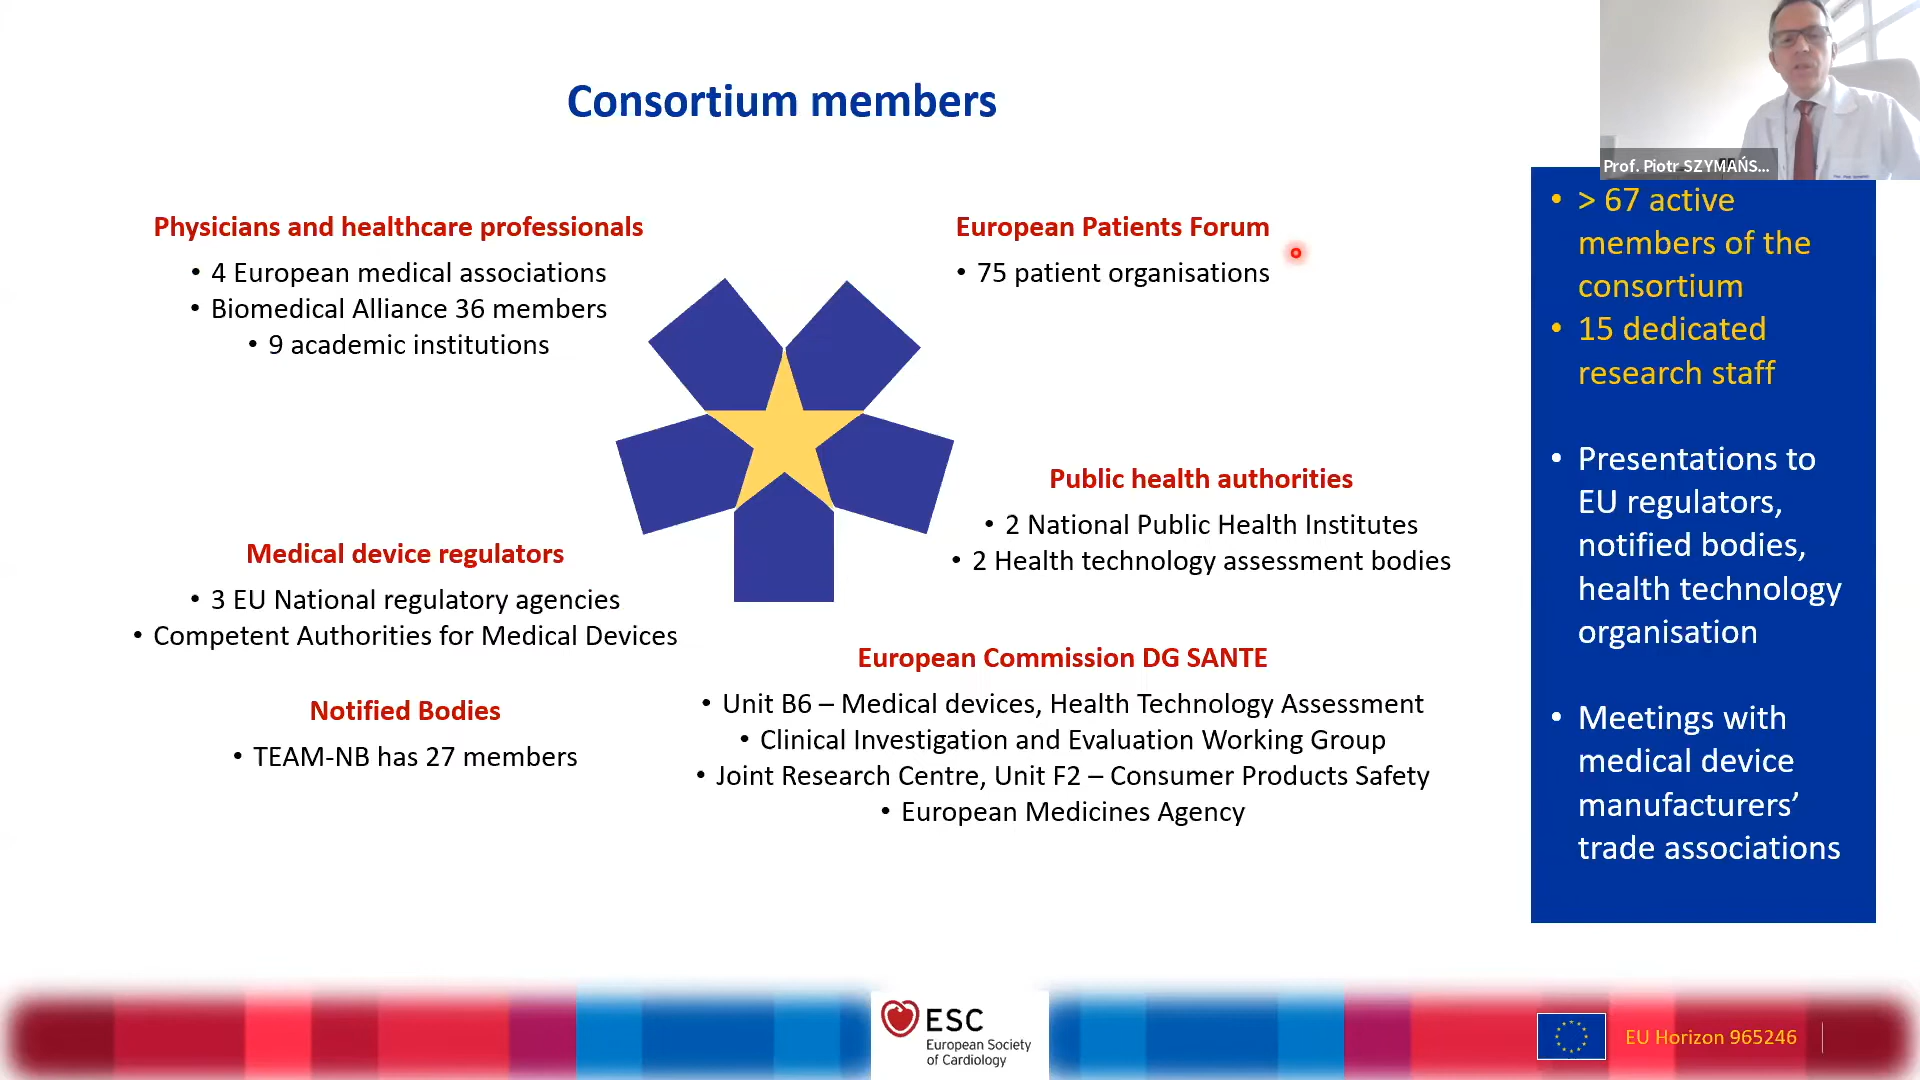 Consortium members
Physicians and healthcare professionals
• 4 European medical associations
• Biomedical Alliance 36 members
• 9 academic institutions
European Patients Forum
• 75 patient organisations
Public health authorities
• 2 National Public Health Institutes
• 2 Health technology assessment bodies
Medical device regulators
• 3 EU National regulatory agencies
• Competent Authorities for Medical Devices
Notified Bodies
• TEAM-NB has 27 members
European Commission DG SANTE
• Unit B6 – Medical devices, Health Technology Assessment
• Clinical Investigation and Evaluation Working Group
• Joint Research Centre, Unit F2 – Consumer Products Safety
• European Medicines Agency
Prof. Piotr SZYMAŃS...
• > 67 active
members of the
consortium
• 15 dedicated
research staff
• Presentations to
EU regulators,
notified bodies,
health technology
organisation
• Meetings with
medical device
manufacturers’
trade associations
ESC
European Society
of Cardiology
EU Horizon 965246